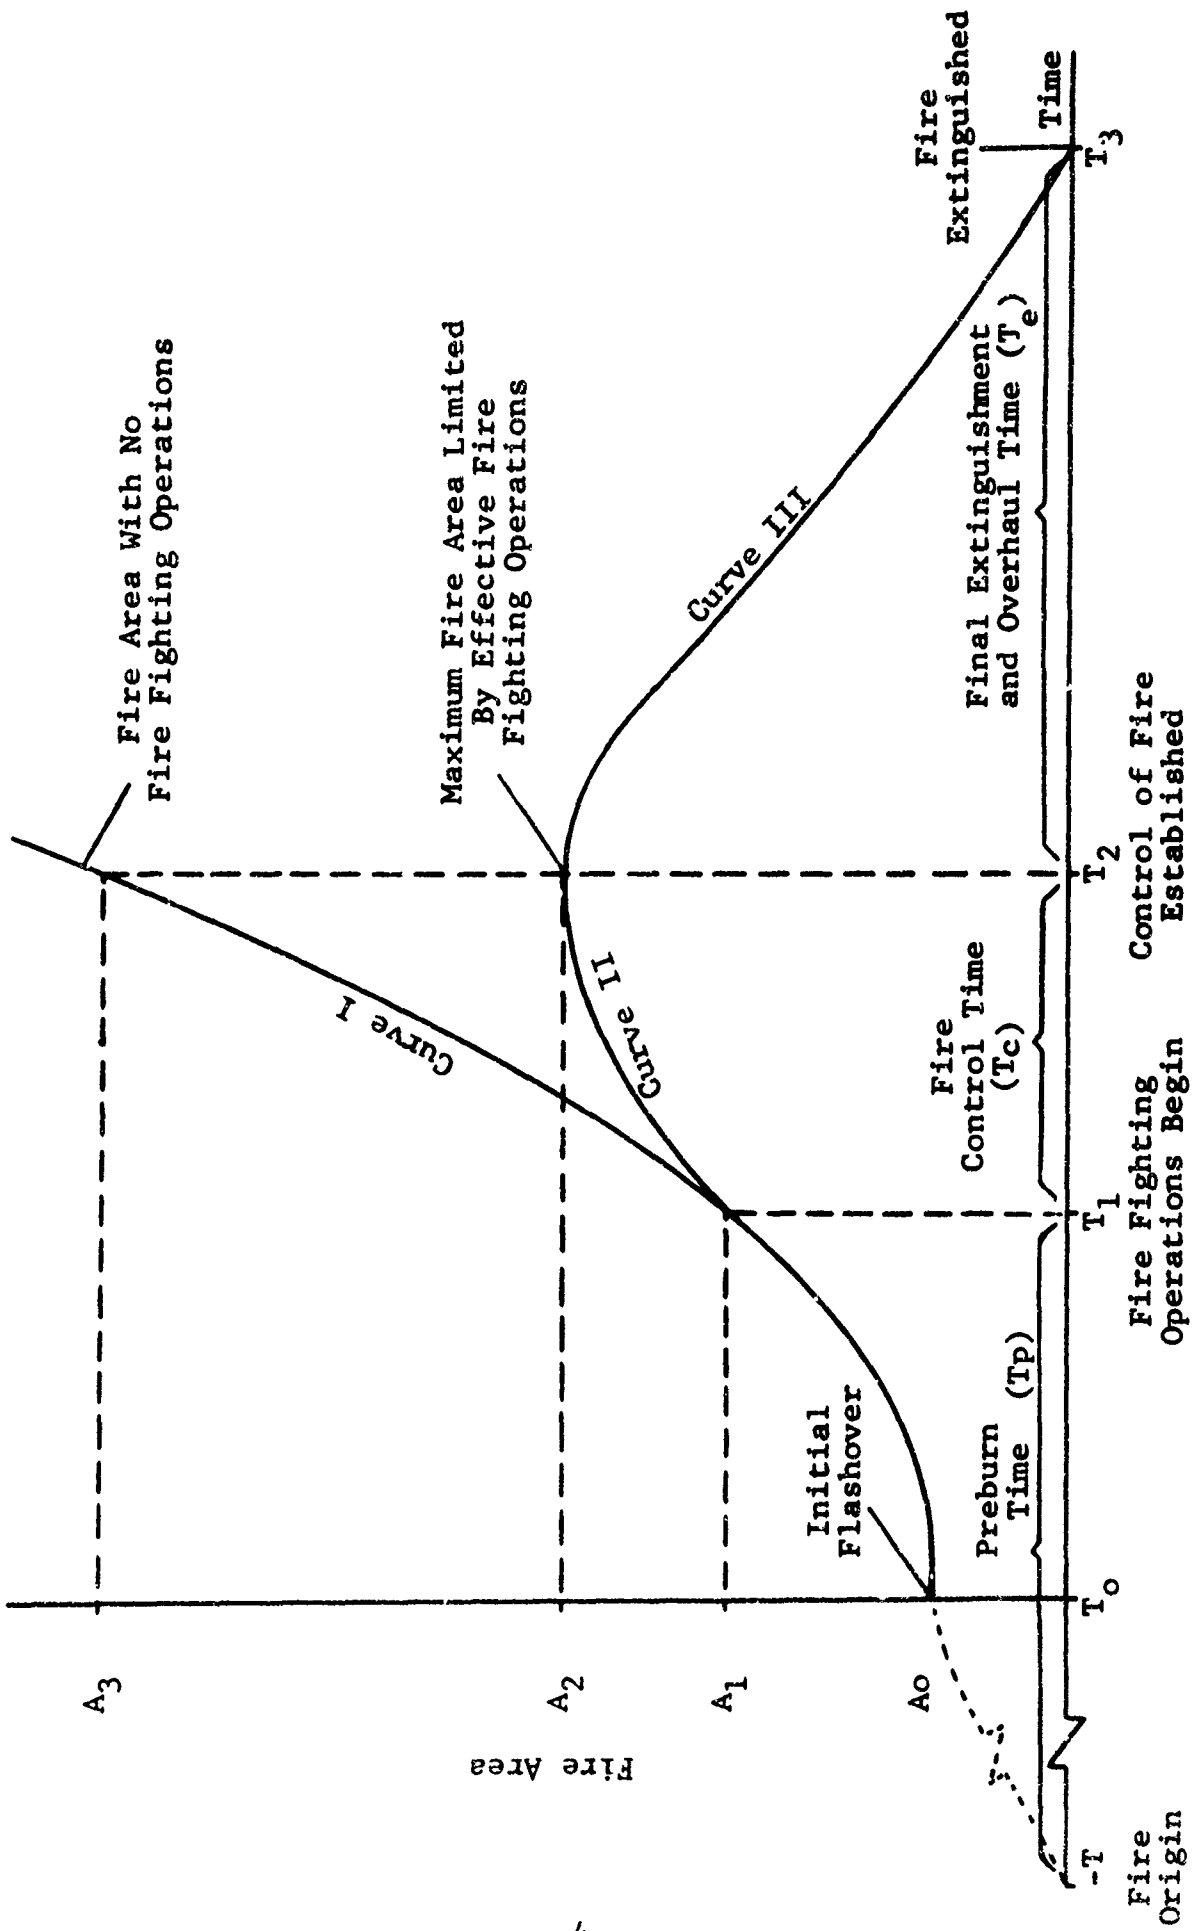 Fire Area With No
Fire Fighting Operations
A3
Curve I
Maximum Fire Area Limited
By Effective Fire
Fighting Operations
A2
Curve II
Curve III
Fire Area
A1
Initial
Flashover
Ao
Fire
Extinguished
Preburn
Time (Tp)
Fire
Control Time
(Tc)
Final Extinguishment
and Overhaul Time (Te)
Time
-T
To
T1
T2
T3
Fire
Origin
Fire Fighting
Operations Begin
Control of Fire
Established
7